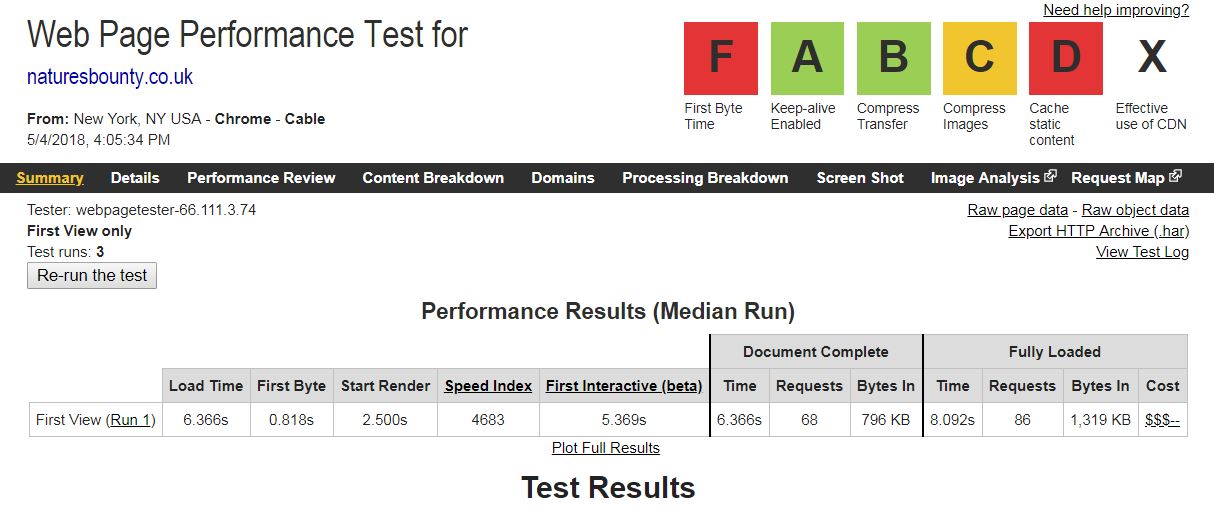 Need help improving?
Web Page Performance Test for
naturesbounty.co.uk
From: New York, NY USA - Chrome - Cable
5/4/2018, 4:05:34 PM
F A B C D X
First Byte Time
Keep-alive Enabled
Compress Transfer
Compress Images
Cache static content
Effective use of CDN
Summary Details Performance Review Content Breakdown Domains Processing Breakdown Screen Shot Image Analysis Request Map
Tester: webpagetester-66.111.3.74
First View only
Test runs: 3
Re-run the test
Raw page data - Raw object data
Export HTTP Archive (.har)
View Test Log
Performance Results (Median Run)
Document Complete Fully Loaded
Load Time First Byte Start Render Speed Index First Interactive (beta) Time Requests Bytes In Time Requests Bytes In Cost
First View (Run 1) 6.366s 0.818s 2.500s 4683 5.369s 6.366s 68 796 KB 8.092s 86 1,319 KB $$$--
Plot Full Results
Test Results